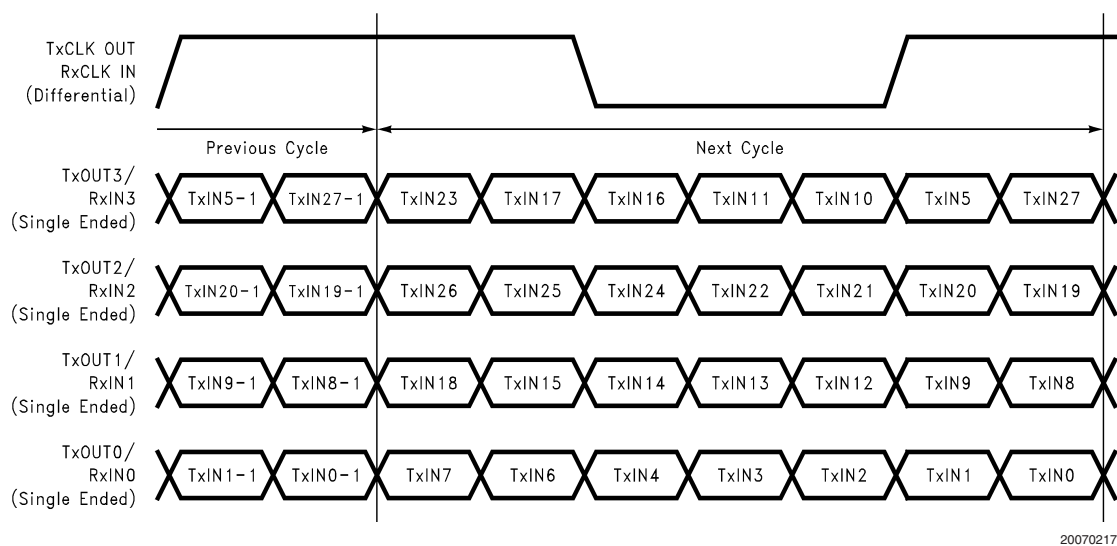 TxCLK OUT
RxCLK IN
(Differential)
Previous Cycle
Next Cycle
TxOUT3/
RxIN3
(Single Ended)
TxIN5-1 TxIN27-1 TxIN23 TxIN17 TxIN16 TxIN11 TxIN10 TxIN5 TxIN27
TxOUT2/
RxIN2
(Single Ended)
TxIN20-1 TxIN19-1 TxIN26 TxIN25 TxIN24 TxIN22 TxIN21 TxIN20 TxIN19
TxOUT1/
RxIN1
(Single Ended)
TxIN9-1 TxIN8-1 TxIN18 TxIN15 TxIN14 TxIN13 TxIN12 TxIN9 TxIN8
TxOUT0/
RxIN0
(Single Ended)
TxIN1-1 TxIN0-1 TxIN7 TxIN6 TxIN4 TxIN3 TxIN2 TxIN1 TxIN0
20070217